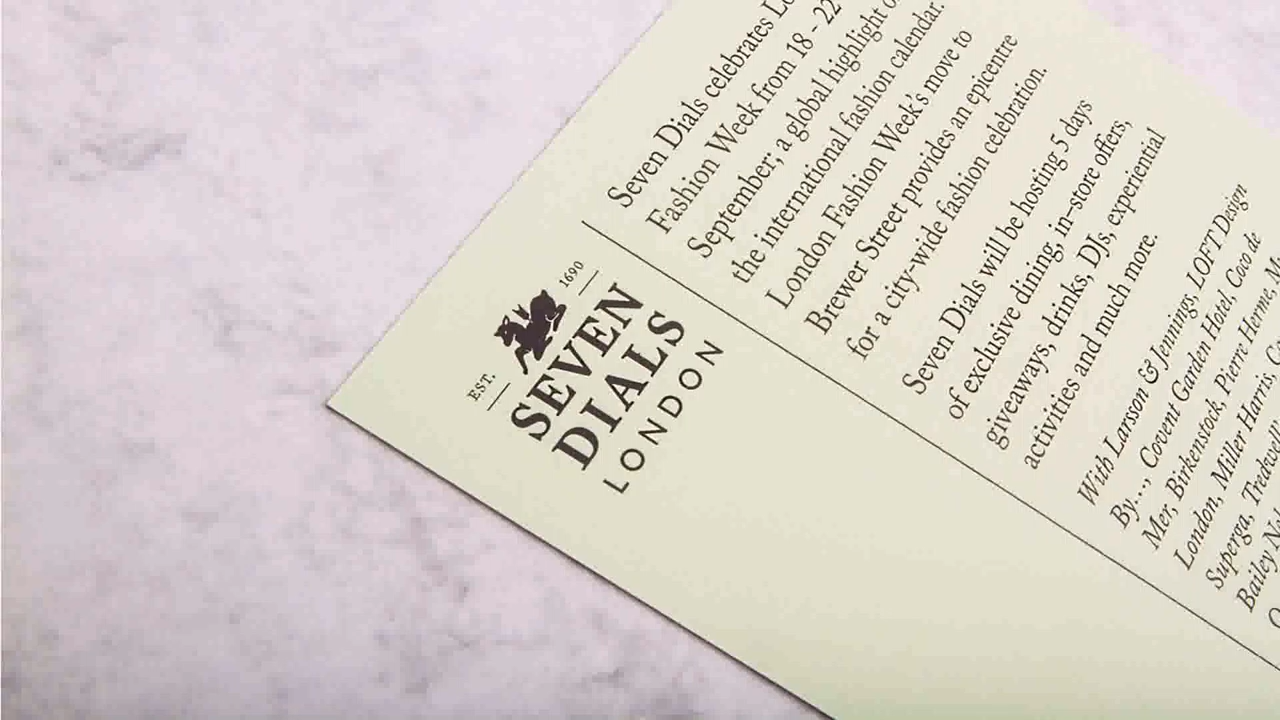 Seven Dials celebrates
Fashion Week from 18 - 22
September; a global highlight
the international fashion calendar.
London Fashion Week's move to
Brewer Street provides an epicentre
for a city-wide fashion celebration.
Seven Dials will be hosting 5 days
of exclusive dining, in-store offers,
giveaways, drinks, DJs, experiential
activities and much more.
With Larsson & Jennings, LOFT Design
By..., Covent Garden Hotel, Coco de
Mer, Birkenstock, Pierre Herme,
London, Miller Harris,
Superga,
Bailey
EST. 1690
SEVEN
DIALS
LONDON